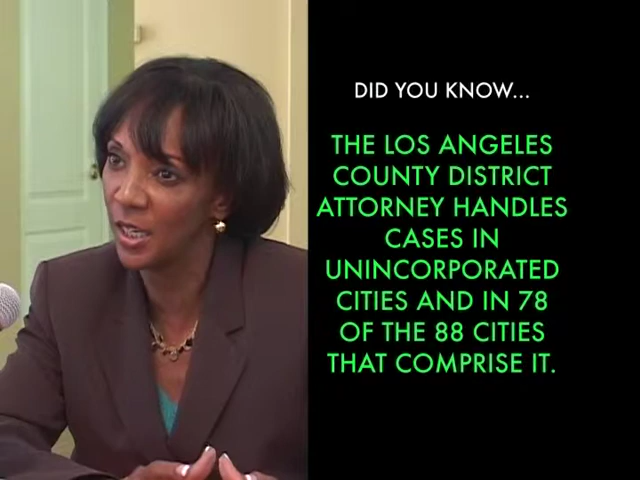 DID YOU KNOW...
THE LOS ANGELES
COUNTY DISTRICT
ATTORNEY HANDLES
CASES IN
UNINCORPORATED
CITIES AND IN 78
OF THE 88 CITIES
THAT COMPRISE IT.